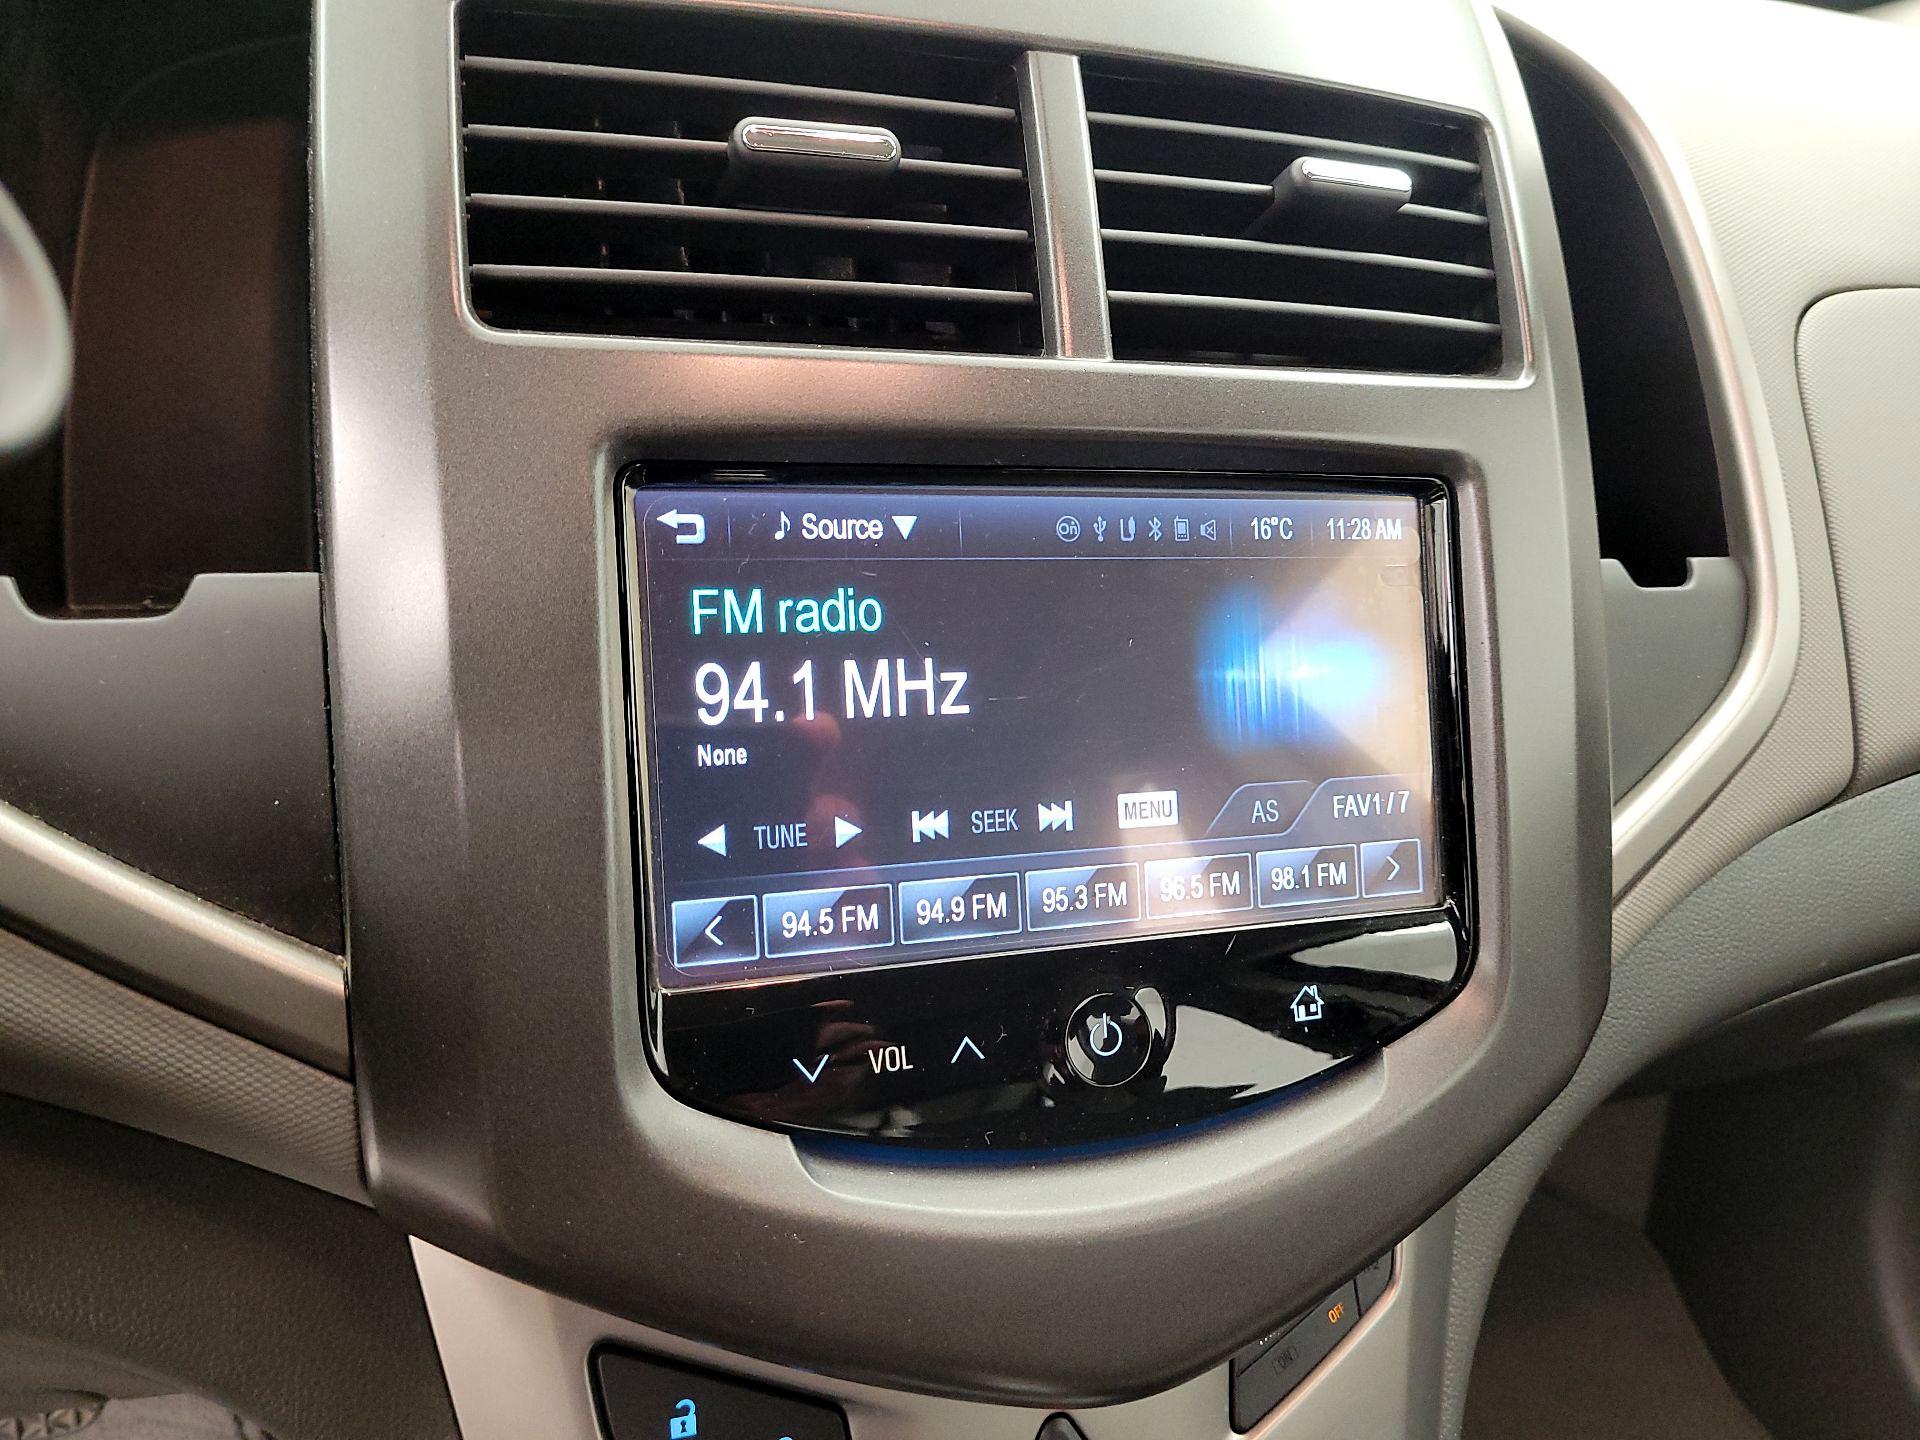 Source 16°C 11:28 AM
FM radio
94.1 MHz
None
TUNE SEEK MENU AS FAV1/7
< 94.5 FM 94.9 FM 95.3 FM 96.5 FM 98.1 FM >
VOL
OFF
ON